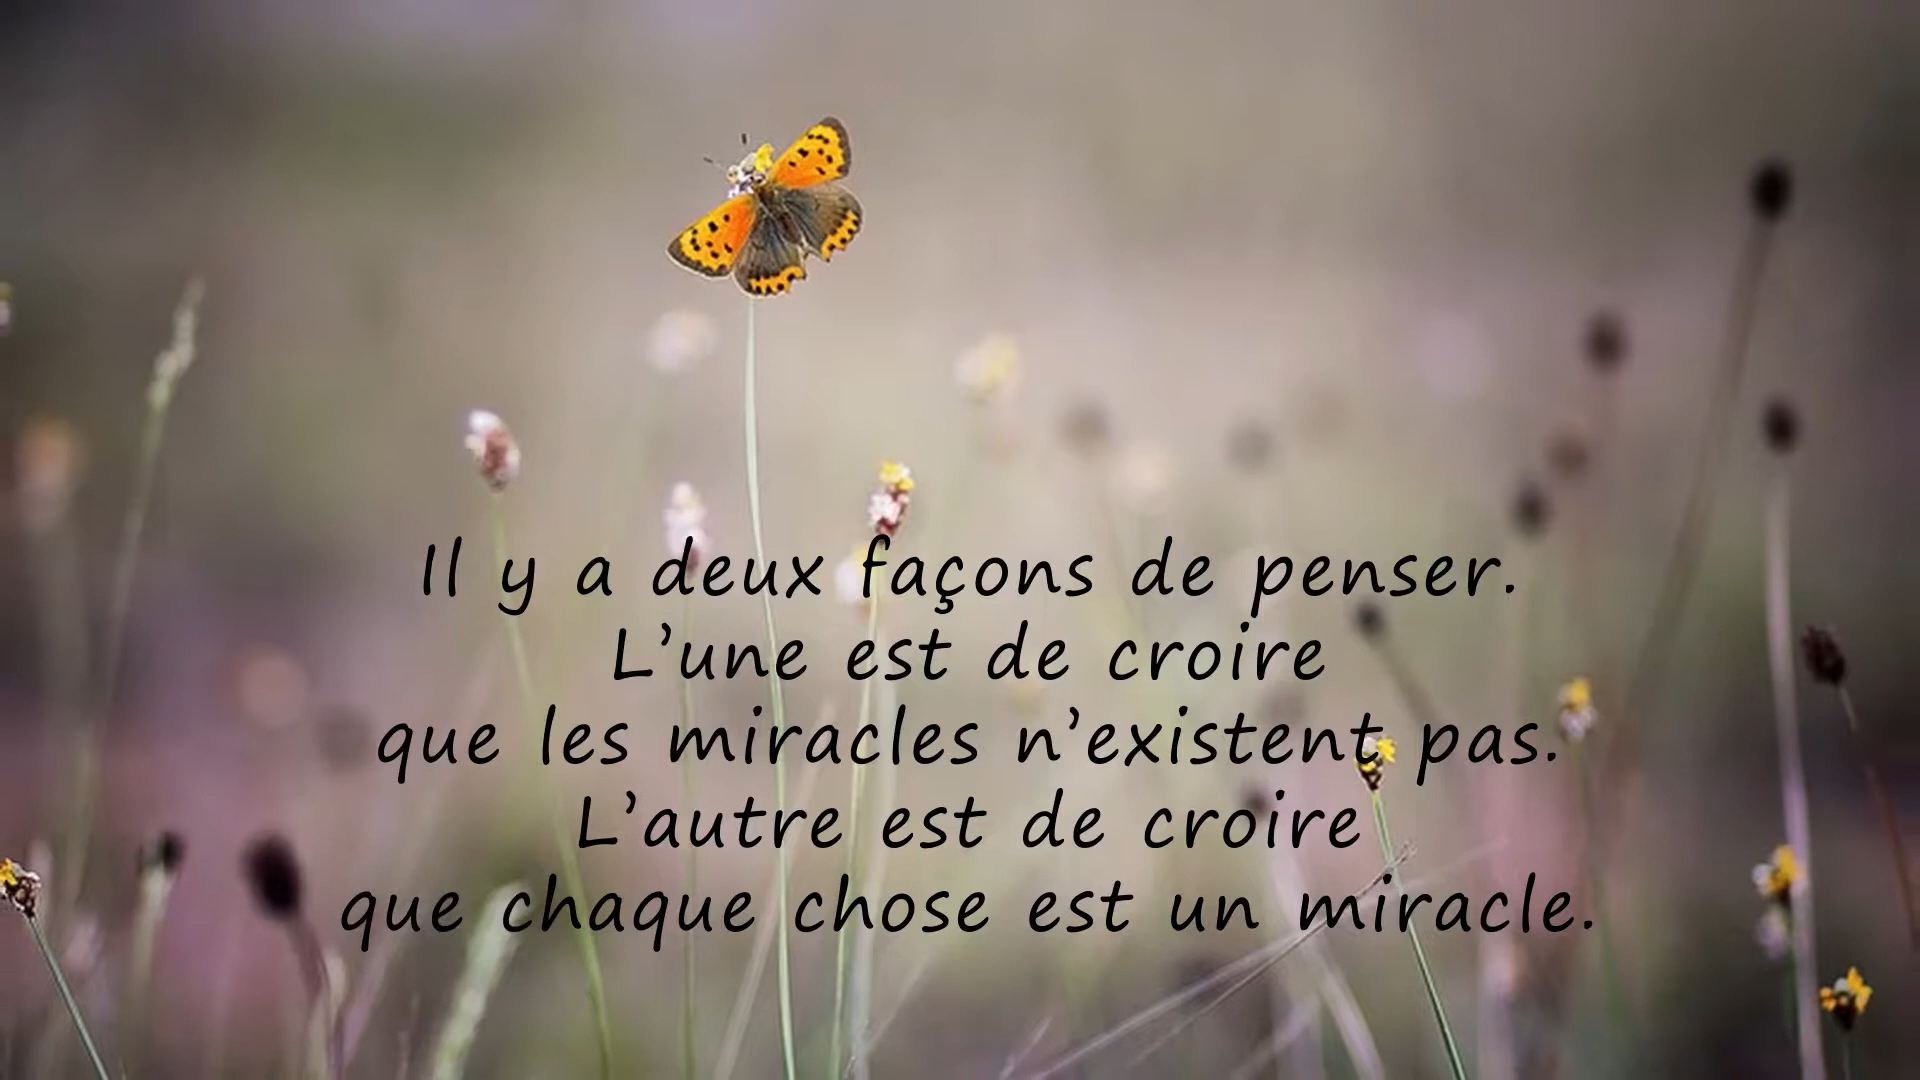 Il y a deux façons de penser.
L’une est de croire
que les miracles n’existent pas.
L’autre est de croire
que chaque chose est un miracle.